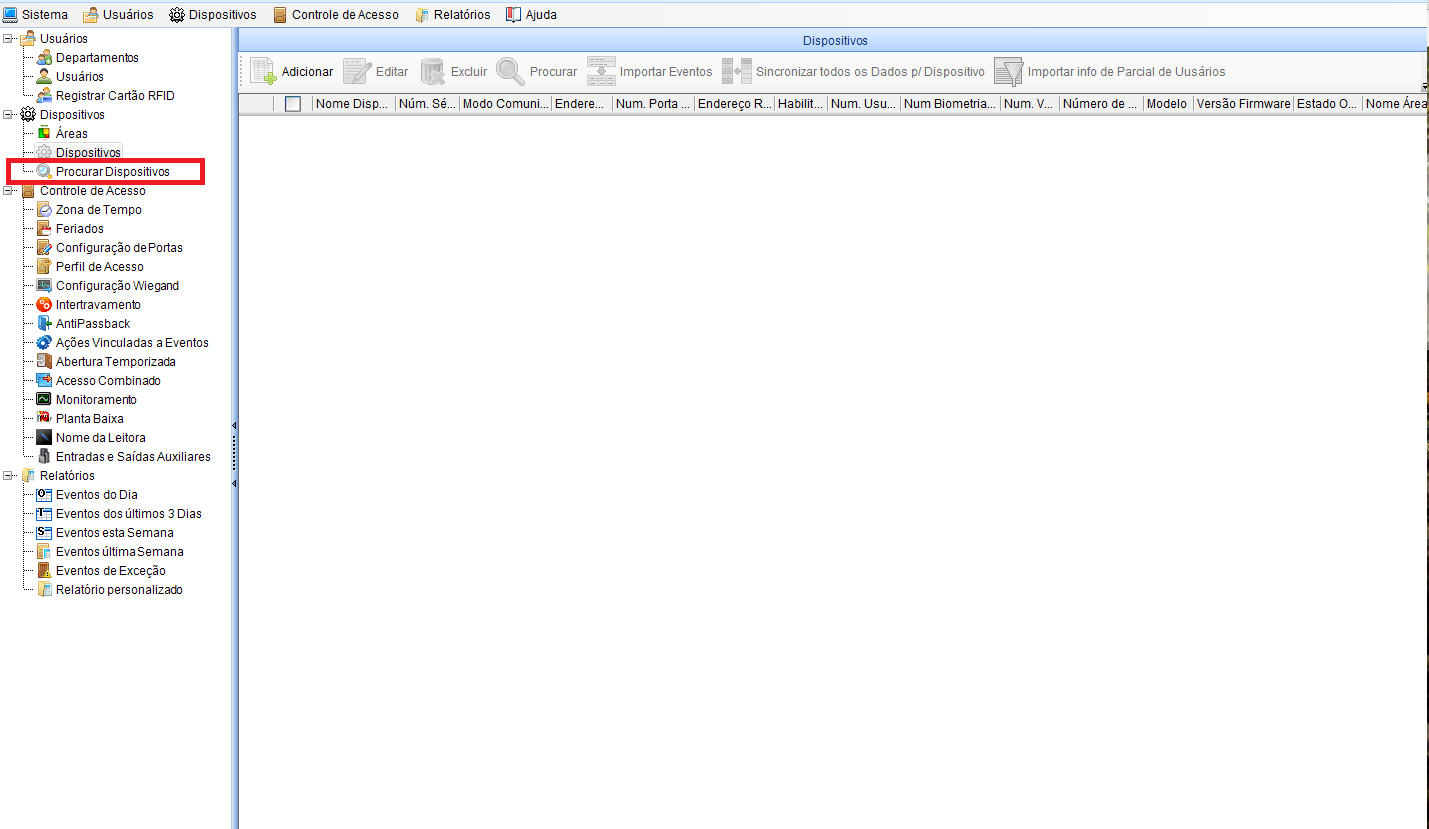 Sistema Usuários Dispositivos Controle de Acesso Relatórios Ajuda
Usuários
Departamentos
Usuários
Registrar Cartão RFID
Dispositivos
Áreas
Dispositivos
Procurar Dispositivos
Controle de Acesso
Zona de Tempo
Feriados
Configuração de Portas
Perfil de Acesso
Configuração Wiegand
Intertravamento
AntiPassback
Ações Vinculadas a Eventos
Abertura Temporizada
Acesso Combinado
Monitoramento
Planta Baixa
Nome da Leitora
Entradas e Saídas Auxiliares
Relatórios
Eventos do Dia
Eventos dos últimos 3 Dias
Eventos esta Semana
Eventos última Semana
Eventos de Exceção
Relatório personalizado
Dispositivos
Adicionar Editar Excluir Procurar Importar Eventos Sincronizar todos os Dados p/ Dispositivo Importar info de Parcial de Uusários
Nome Disp... Núm. Sé... Modo Comuni... Endere... Num. Porta ... Endereço R... Habilit... Num. Usu... Num Biometria... Num. V... Número de ... Modelo Versão Firmware Estado O... Nome Área